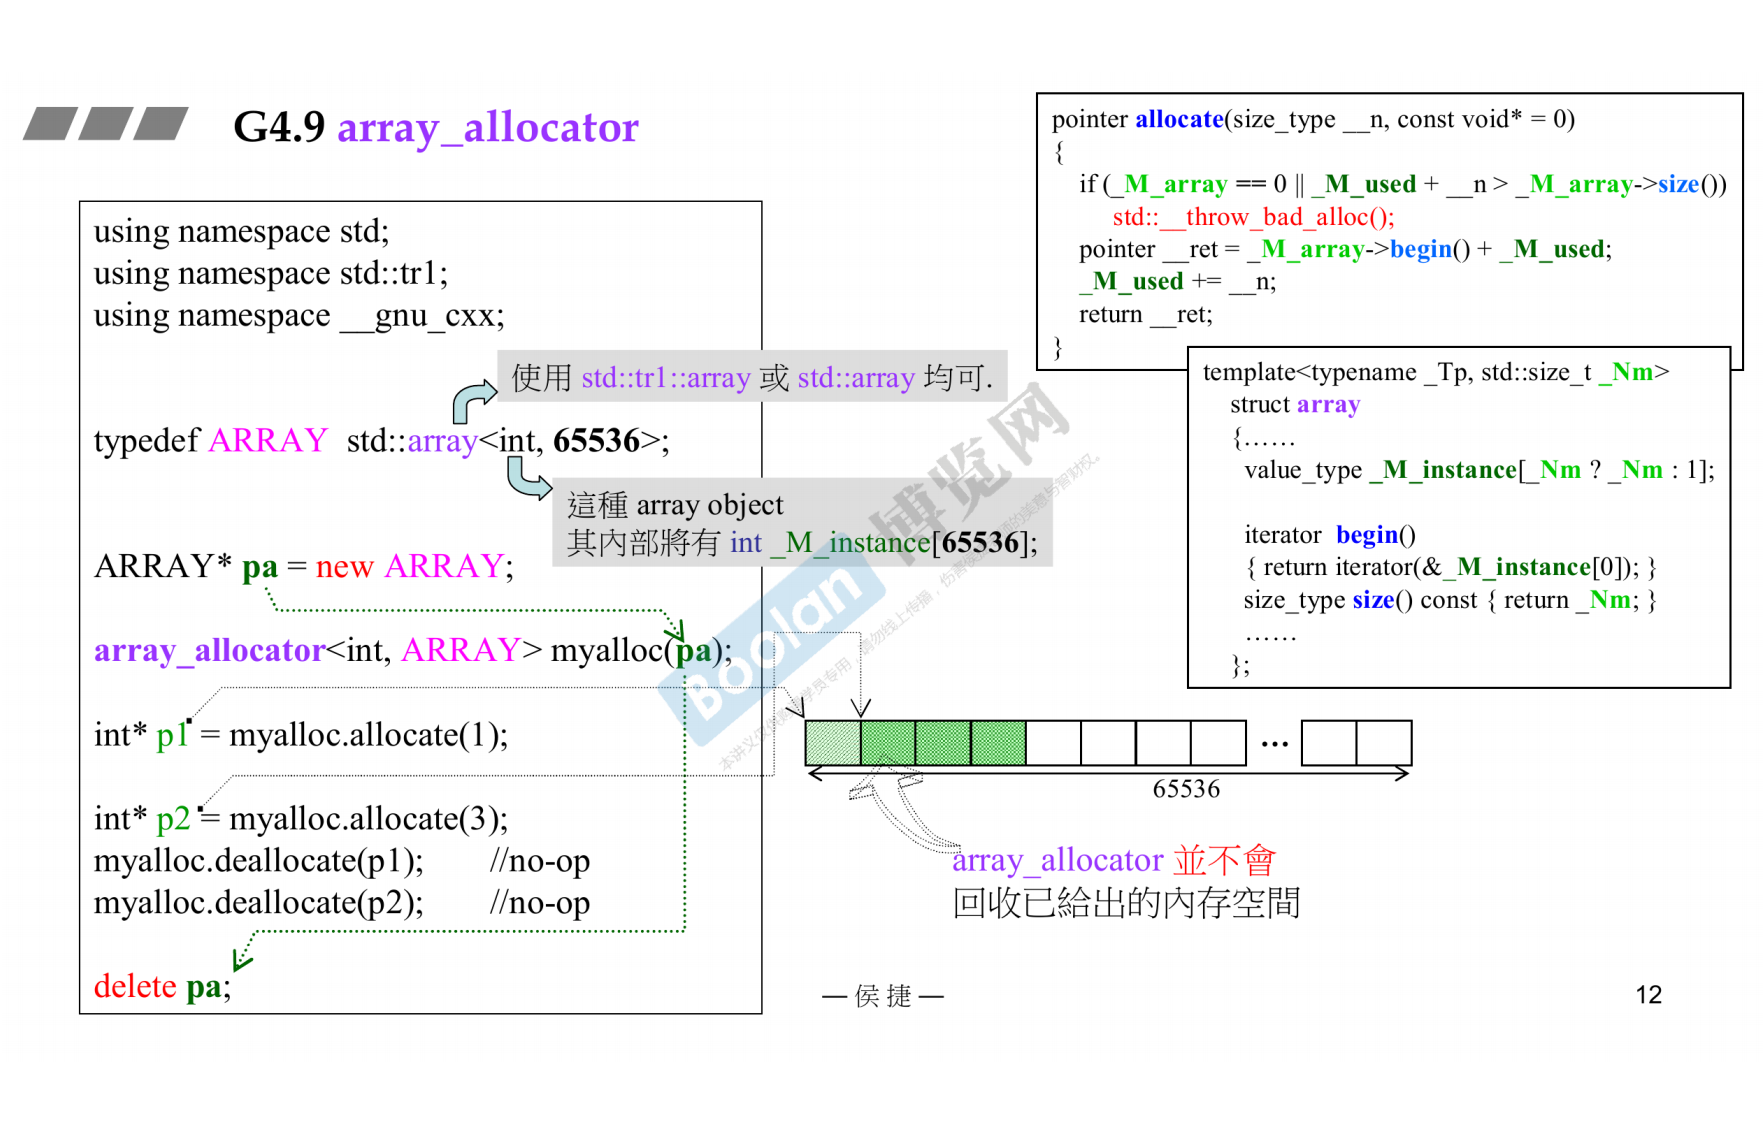 G4.9 array_allocator
using namespace std;
using namespace std::tr1;
using namespace __gnu_cxx;
使用 std::tr1::array 或 std::array 均可.
typedef ARRAY std::array<int, 65536>;
這種 array object
其內部將有 int _M_instance[65536];
ARRAY* pa = new ARRAY;
array_allocator<int, ARRAY> myalloc(pa);
int* p1 = myalloc.allocate(1);
int* p2 = myalloc.allocate(3);
myalloc.deallocate(p1); //no-op
myalloc.deallocate(p2); //no-op
delete pa;
pointer allocate(size_type __n, const void* = 0)
{
if (_M_array == 0 || _M_used + __n > _M_array->size())
std::__throw_bad_alloc();
pointer __ret = _M_array->begin() + _M_used;
_M_used += __n;
return __ret;
}
template<typename _Tp, std::size_t _Nm>
struct array
{……
value_type _M_instance[_Nm ? _Nm : 1];
iterator begin()
{ return iterator(&_M_instance[0]); }
size_type size() const { return _Nm; }
……
};
...
65536
array_allocator 並不會
回收已給出的內存空間
Boolan 博览网
— 侯 捷 —
12